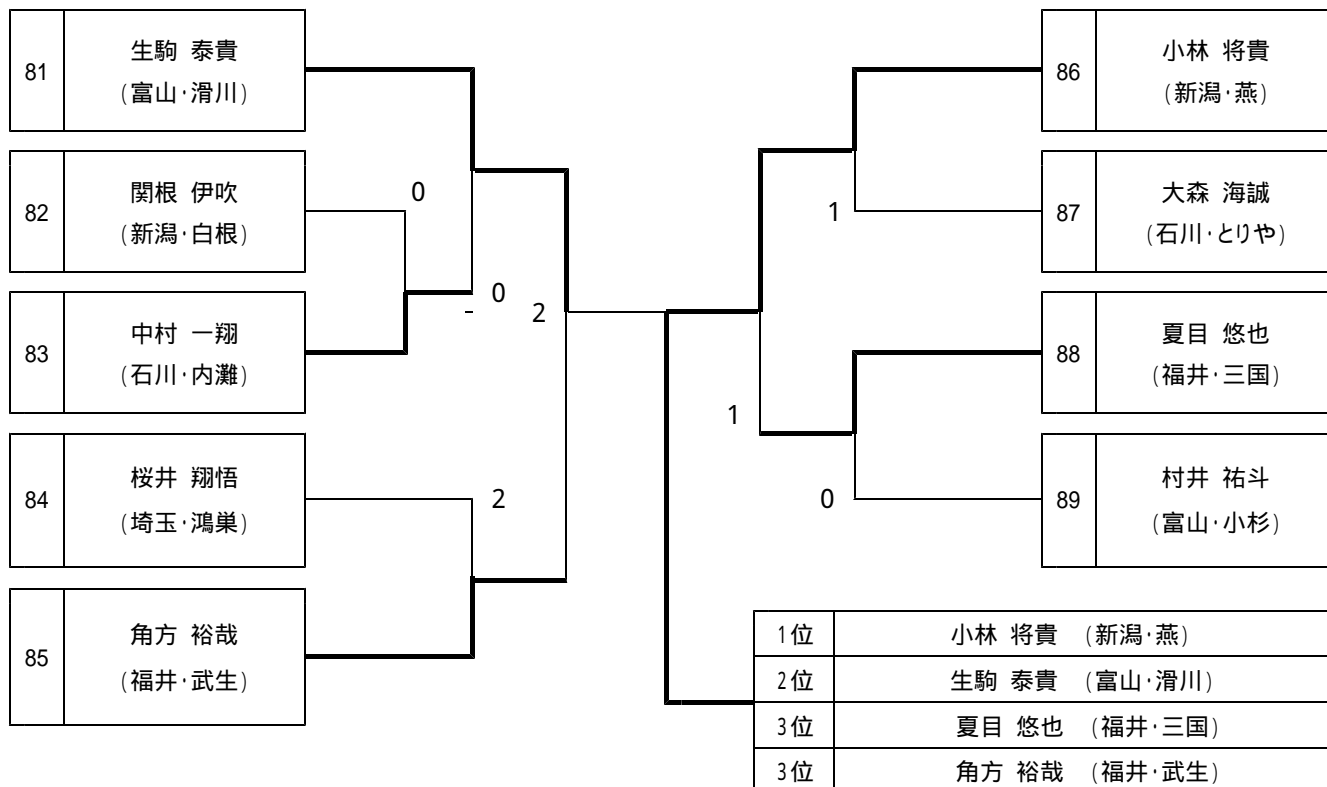 81
生駒 泰貴
(富山・滑川)
82
関根 伊吹
(新潟・白根)
83
中村 一翔
(石川・内灘)
84
桜井 翔悟
(埼玉・鴻巣)
85
角方 裕哉
(福井・武生)
0
0
2
2
86
小林 将貴
(新潟・燕)
87
大森 海誠
(石川・とりや)
88
夏目 悠也
(福井・三国)
89
村井 祐斗
(富山・小杉)
1
1
0
1位 小林 将貴 (新潟・燕)
2位 生駒 泰貴 (富山・滑川)
3位 夏目 悠也 (福井・三国)
3位 角方 裕哉 (福井・武生)